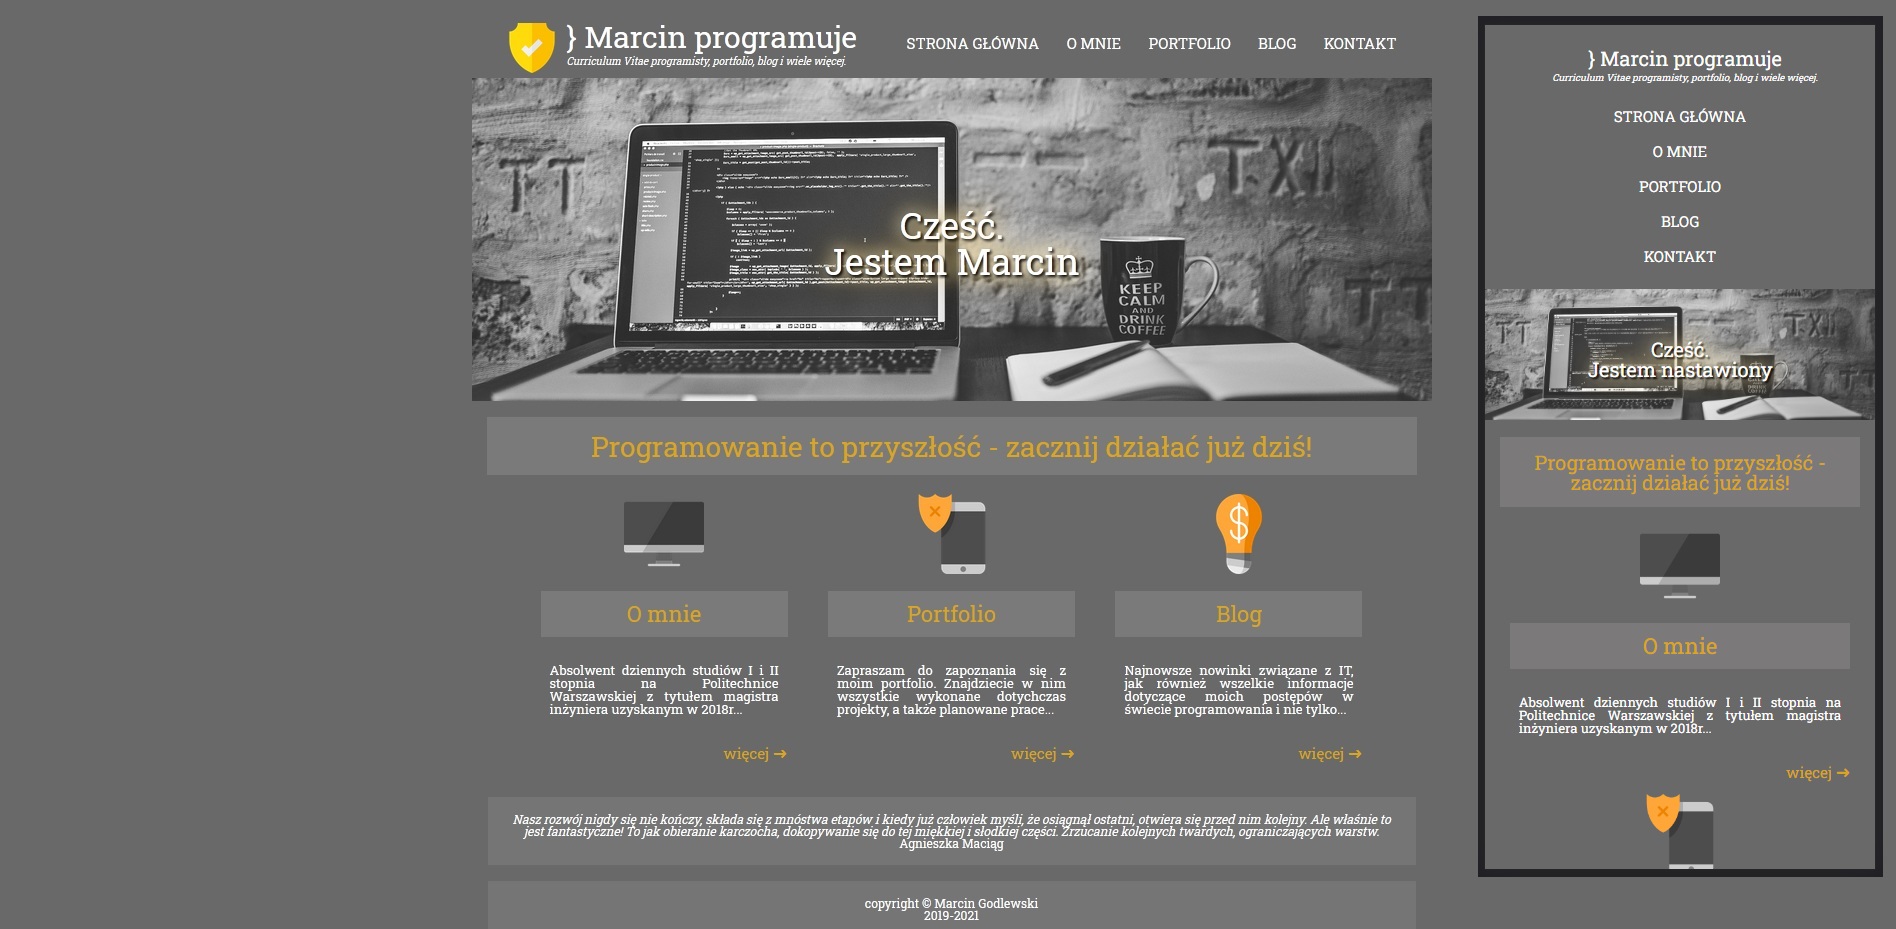 } Marcin programuje
Curriculum Vitae programisty, portfolio, blog i wiele więcej.
STRONA GŁÓWNA
O MNIE
PORTFOLIO
BLOG
KONTAKT
TXII
Cześć.
Jestem Marcin
KEEP
CALM
AND
DRINK
COFFEE
Programowanie to przyszłość - zacznij działać już dziś!
O mnie
Absolwent dziennych studiów I i II
stopnia na Politechnice
Warszawskiej z tytułem magistra
inżyniera uzyskanym w 2018r...
więcej ➔
Portfolio
Zapraszam do zapoznania się z
moim portfolio. Znajdziecie w nim
wszystkie wykonane dotychczas
projekty, a także planowane prace...
więcej ➔
Blog
Najnowsze nowinki związane z IT,
jak również wszelkie informacje
dotyczące moich postępów w
świecie programowania i nie tylko...
więcej ➔
Nasz rozwój nigdy się nie kończy, składa się z mnóstwa etapów i kiedy już człowiek myśli, że osiągnął ostatni, otwiera się przed nim kolejny. Ale właśnie to
jest fantastyczne! To jak obieranie karczocha, dokopywanie się do tej miękkiej i słodkiej części. Zrzucanie kolejnych twardych, ograniczających warstw.
Agnieszka Maciąg
copyright © Marcin Godlewski
2019-2021
} Marcin programuje
Curriculum Vitae programisty, portfolio, blog i wiele więcej.
STRONA GŁÓWNA
O MNIE
PORTFOLIO
BLOG
KONTAKT
Cześć.
Jestem nastawiony
Programowanie to przyszłość -
zacznij działać już dziś!
O mnie
Absolwent dziennych studiów I i II stopnia na
Politechnice Warszawskiej z tytułem magistra
inżyniera uzyskanym w 2018r...
więcej ➔